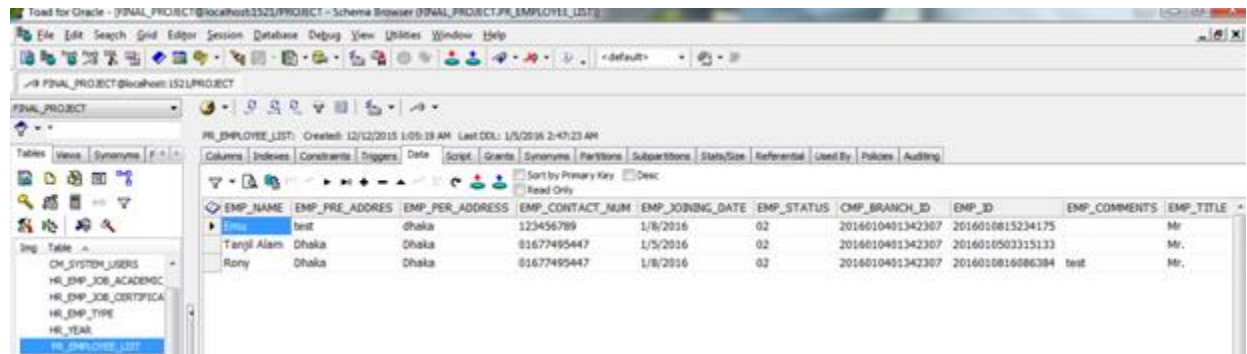 Toad for Oracle - [FINAL_PROJECT@localhost:1521/PROJECT - Schema Browser (FINAL_PROJECT.PR_EMPLOYEE_LIST)]
File Edit Search Grid Editor Session Database Debug View Utilities Window Help
<default>
FINAL_PROJECT@localhost:1521/PROJECT
FINAL_PROJECT
PR_EMPLOYEE_LIST: Created: 12/12/2015 1:05:19 AM Last DDL: 1/5/2016 2:47:23 AM
Tables Views Synonyms
Columns Indexes Constraints Triggers Data Script Grants Synonyms Partitions Subpartitions Stats/Size Referential Used By Policies Auditing
Sort by Primary Key Desc
Read Only
EMP_NAME EMP_PRE_ADDRES EMP_PER_ADDRESS EMP_CONTACT_NUM EMP_JOINING_DATE EMP_STATUS CMP_BRANCH_ID EMP_ID EMP_COMMENTS EMP_TITLE
Emu test dhaka 123456789 1/8/2016 02 2016010401342307 2016010815234175 Mr
Tanjil Alam Dhaka Dhaka 01677495447 1/5/2016 02 2016010401342307 2016010503315133 Mr.
Rony Dhaka Dhaka 01677495447 1/8/2016 02 2016010401342307 2016010816086384 test Mr.
Img Table
CM_SYSTEM_USERS
HR_EMP_JOB_ACADEMIC
HR_EMP_JOB_CERTIFICA
HR_EMP_TYPE
HR_YEAR
PR_EMPLOYEE_LIST